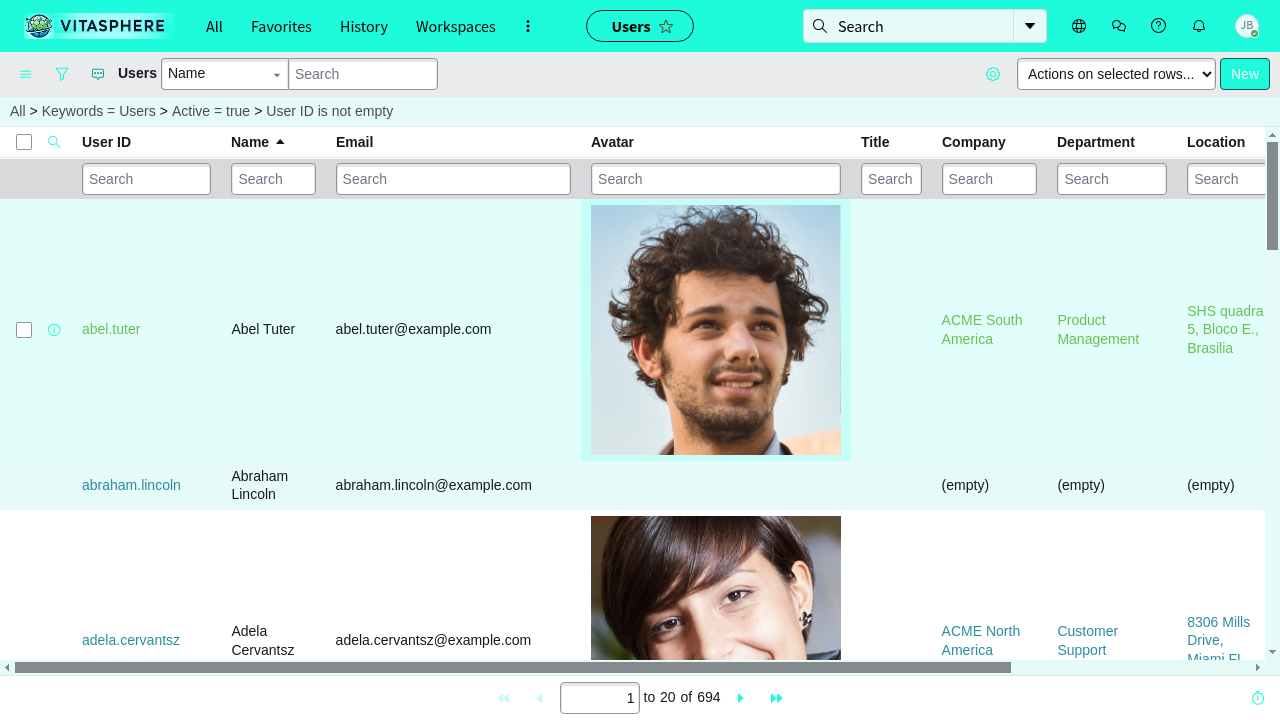 VITASPHERE All Favorites History Workspaces Users Search JB
Users Name Search Actions on selected rows... New
All > Keywords = Users > Active = true > User ID is not empty
User ID Name Email Avatar Title Company Department Location
Search Search Search Search Search Search Search Search
abel.tuter Abel Tuter abel.tuter@example.com ACME South America Product Management SHS quadra 5, Bloco E., Brasilia
abraham.lincoln Abraham Lincoln abraham.lincoln@example.com (empty) (empty) (empty)
adela.cervantsz Adela Cervantsz adela.cervantsz@example.com ACME North America Customer Support 8306 Mills Drive, Miami FL
1 to 20 of 694